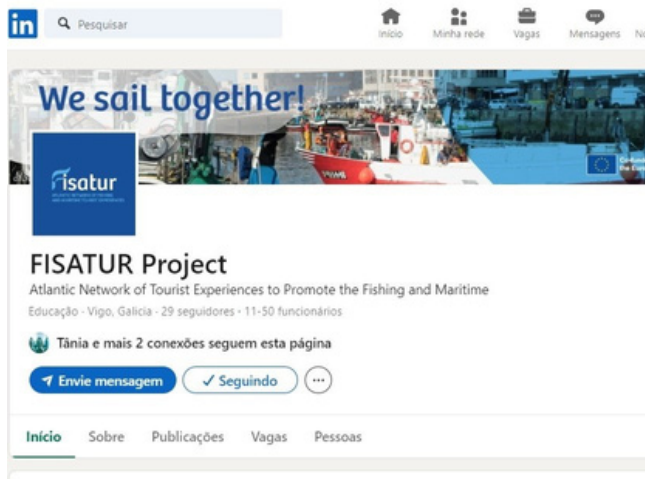 in
Pesquisar
Início
Minha rede
Vagas
Mensagens
We sail together!
Fisatur
PRIMI
FISATUR Project
Atlantic Network of Tourist Experiences to Promote the Fishing and Maritime
Educação · Vigo, Galicia · 29 seguidores · 11-50 funcionários
Tânia e mais 2 conexões seguem esta página
Envie mensagem
Seguindo
Início
Sobre
Publicações
Vagas
Pessoas